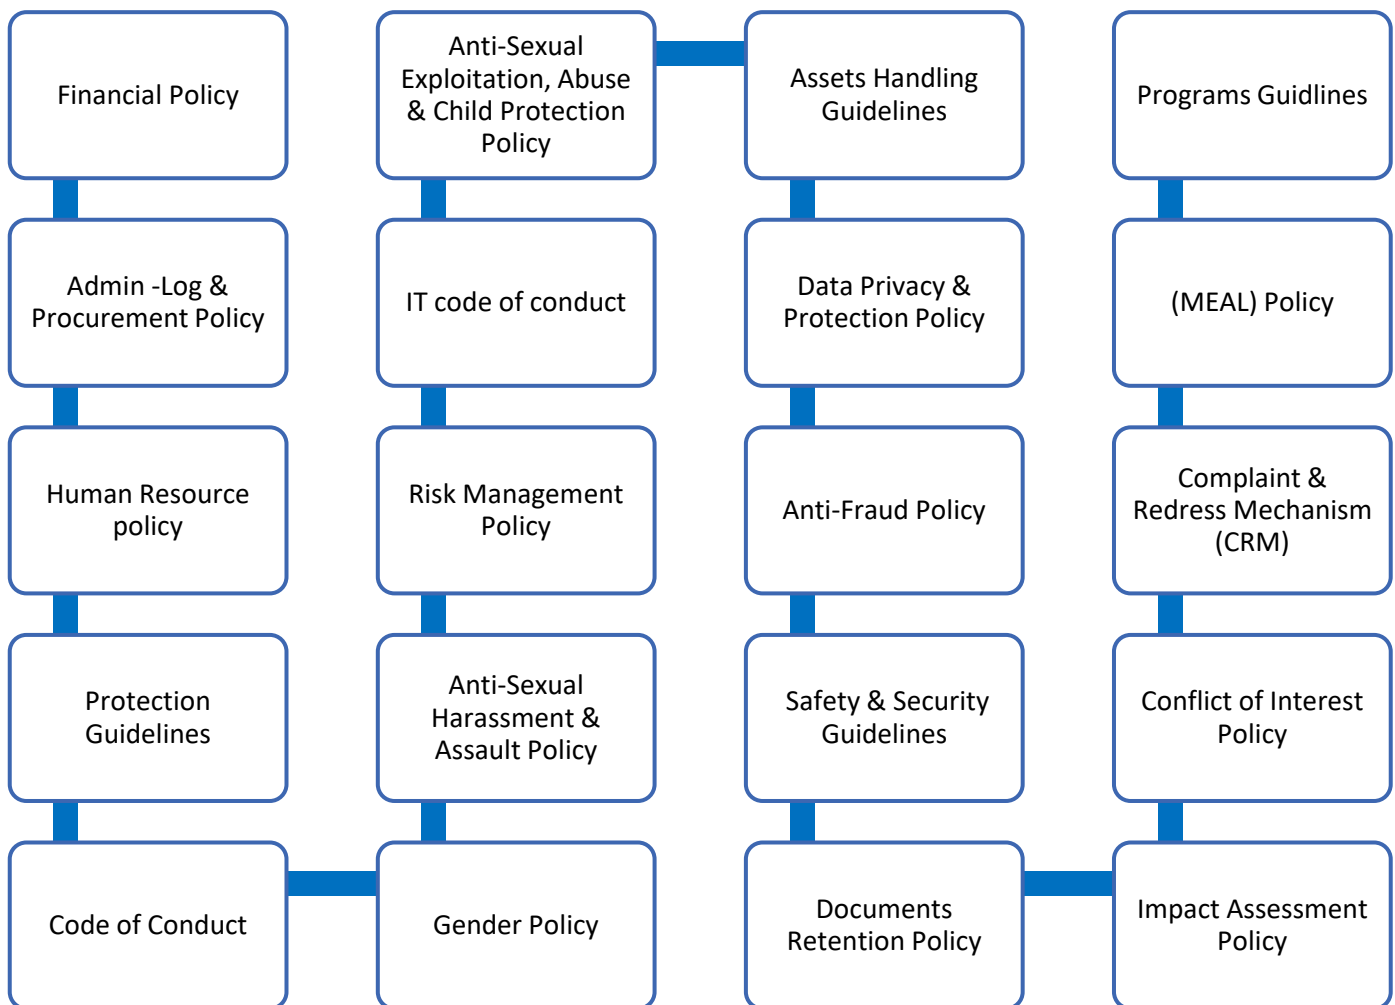 Financial Policy
Admin -Log &
Procurement Policy
Human Resource
policy
Protection
Guidelines
Code of Conduct
Gender Policy
Anti-Sexual
Harassment &
Assault Policy
Risk Management
Policy
IT code of conduct
Anti-Sexual
Exploitation, Abuse
& Child Protection
Policy
Assets Handling
Guidelines
Data Privacy &
Protection Policy
Anti-Fraud Policy
Safety & Security
Guidelines
Documents
Retention Policy
Impact Assessment
Policy
Conflict of Interest
Policy
Complaint &
Redress Mechanism
(CRM)
(MEAL) Policy
Programs Guidlines